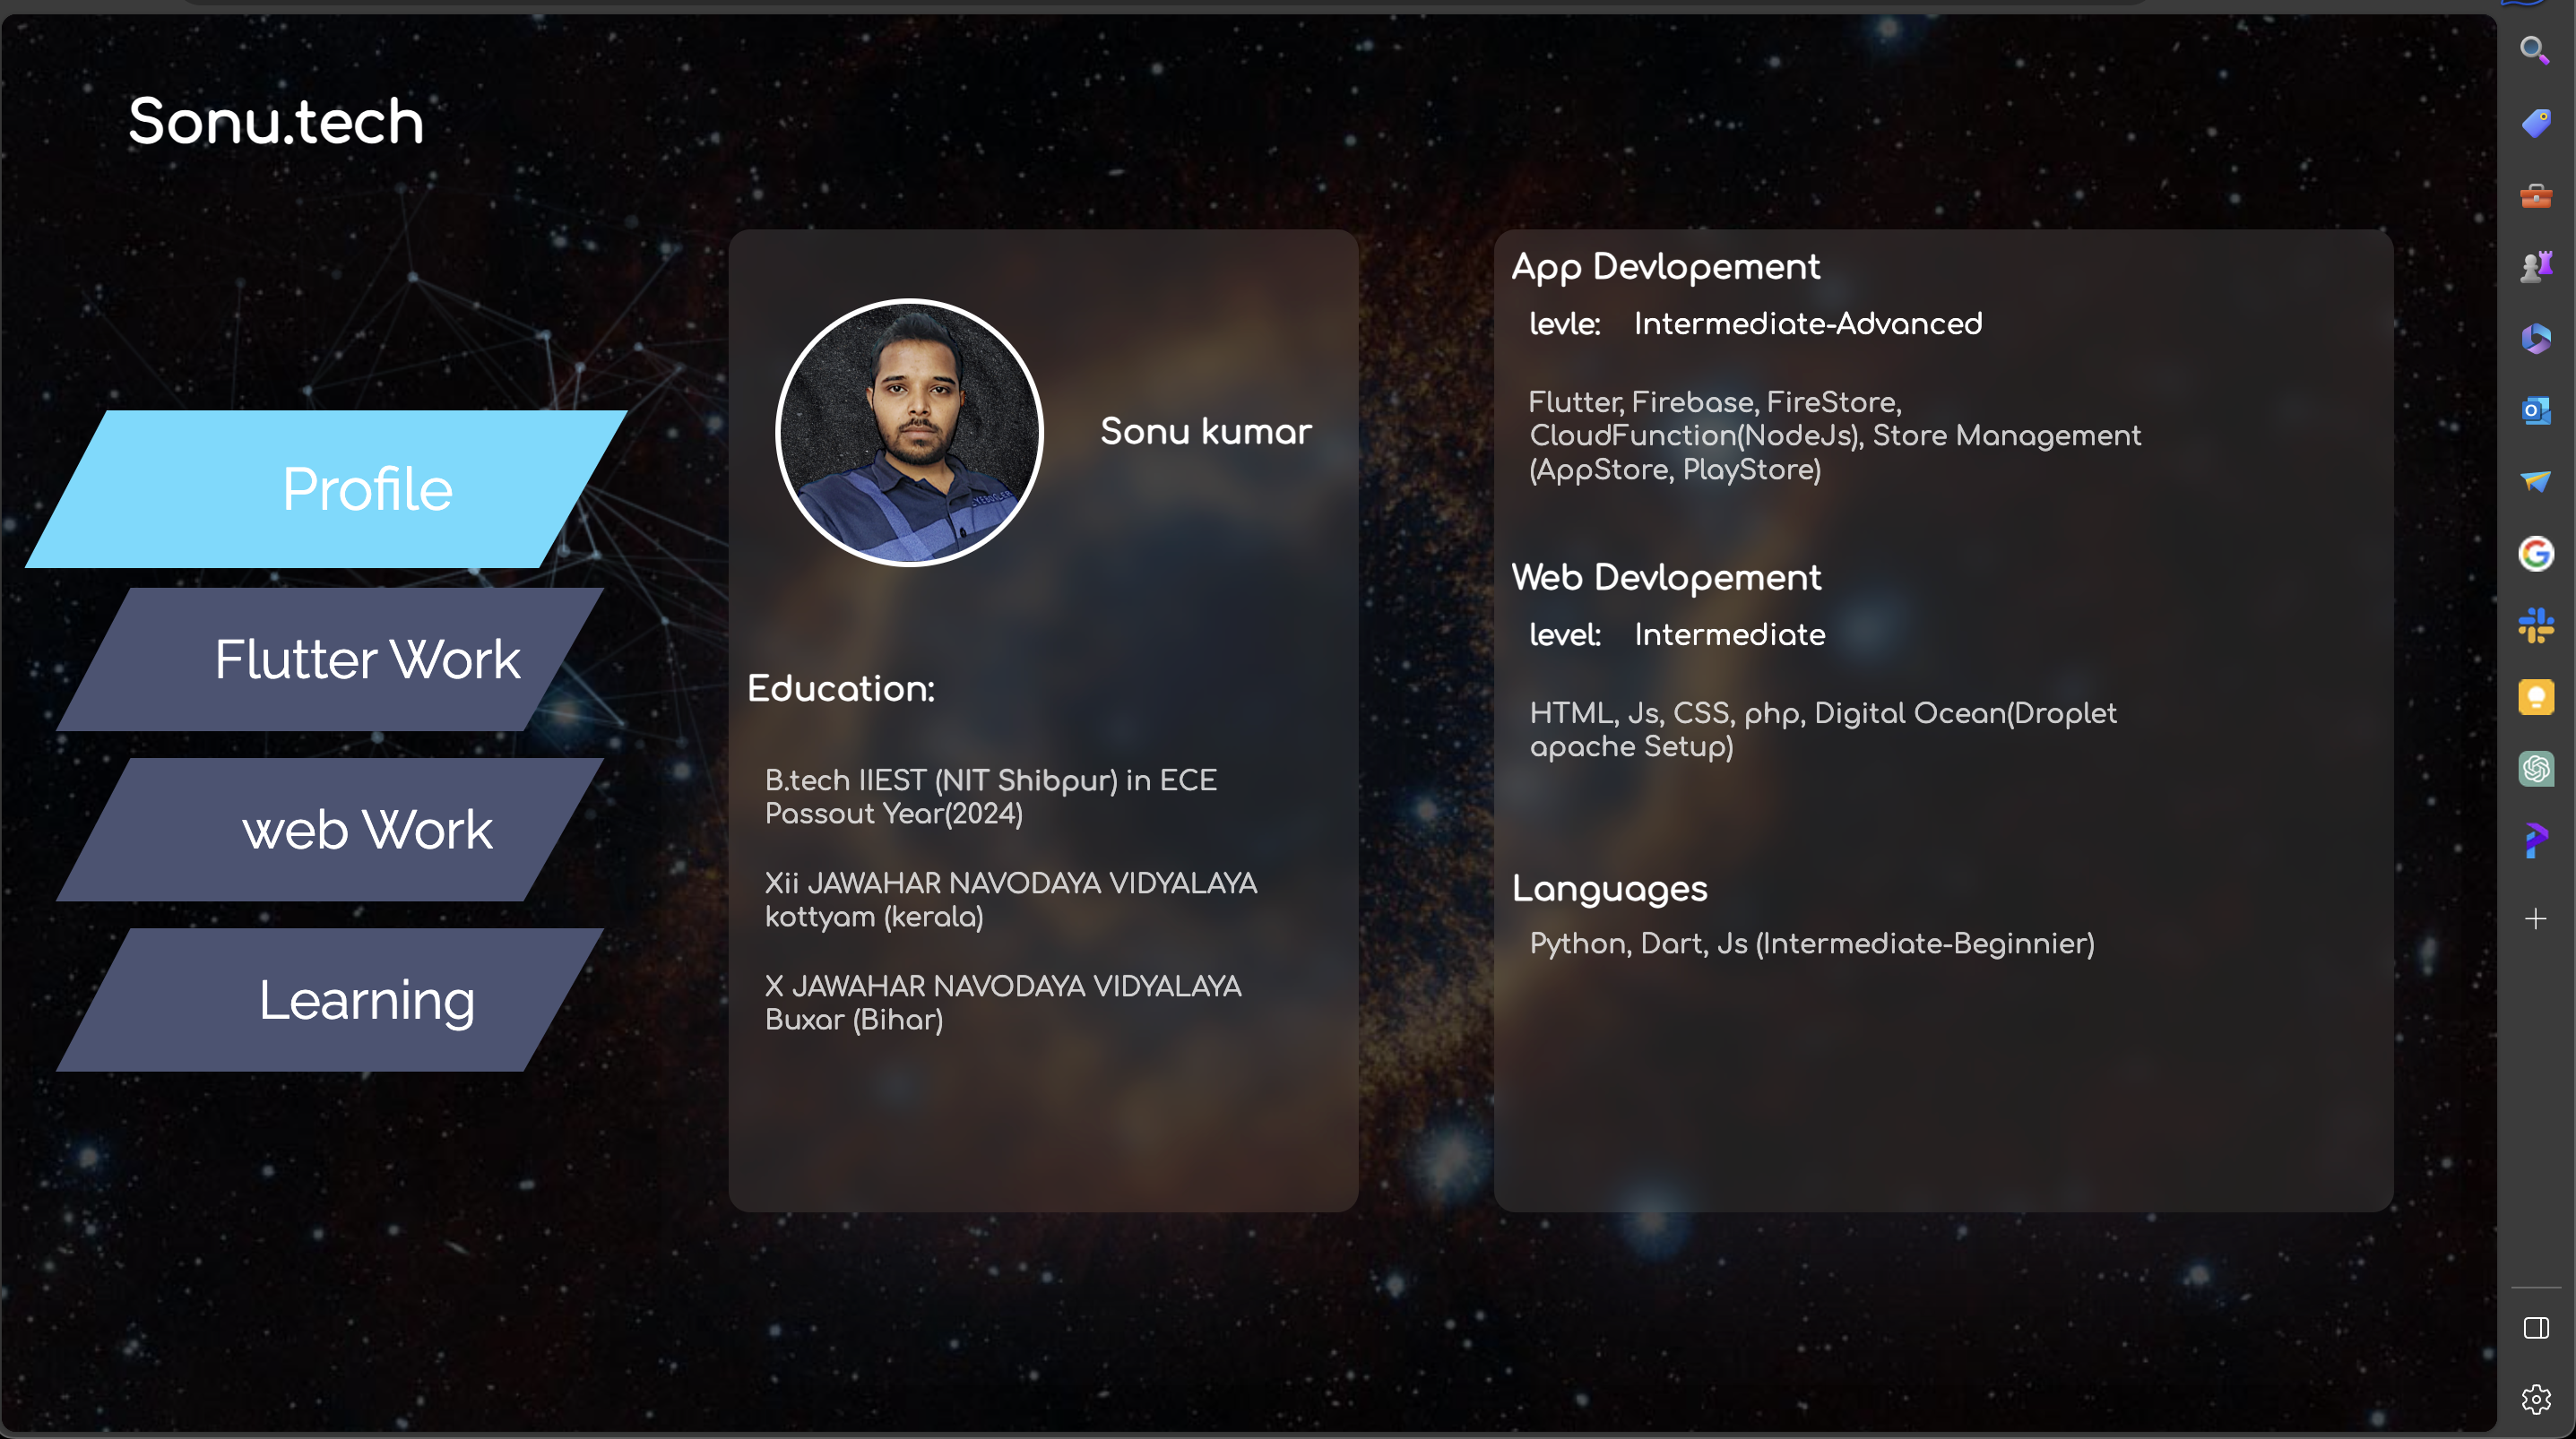 Sonu.tech
Profile
Flutter Work
web Work
Learning
Sonu kumar
Education:
B.tech IIEST (NIT Shibpur) in ECE
Passout Year(2024)
Xii JAWAHAR NAVODAYA VIDYALAYA
kottyam (kerala)
X JAWAHAR NAVODAYA VIDYALAYA
Buxar (Bihar)
App Devlopement
levle: Intermediate-Advanced
Flutter, Firebase, FireStore,
CloudFunction(NodeJs), Store Management
(AppStore, PlayStore)
Web Devlopement
level: Intermediate
HTML, Js, CSS, php, Digital Ocean(Droplet
apache Setup)
Languages
Python, Dart, Js (Intermediate-Beginnier)